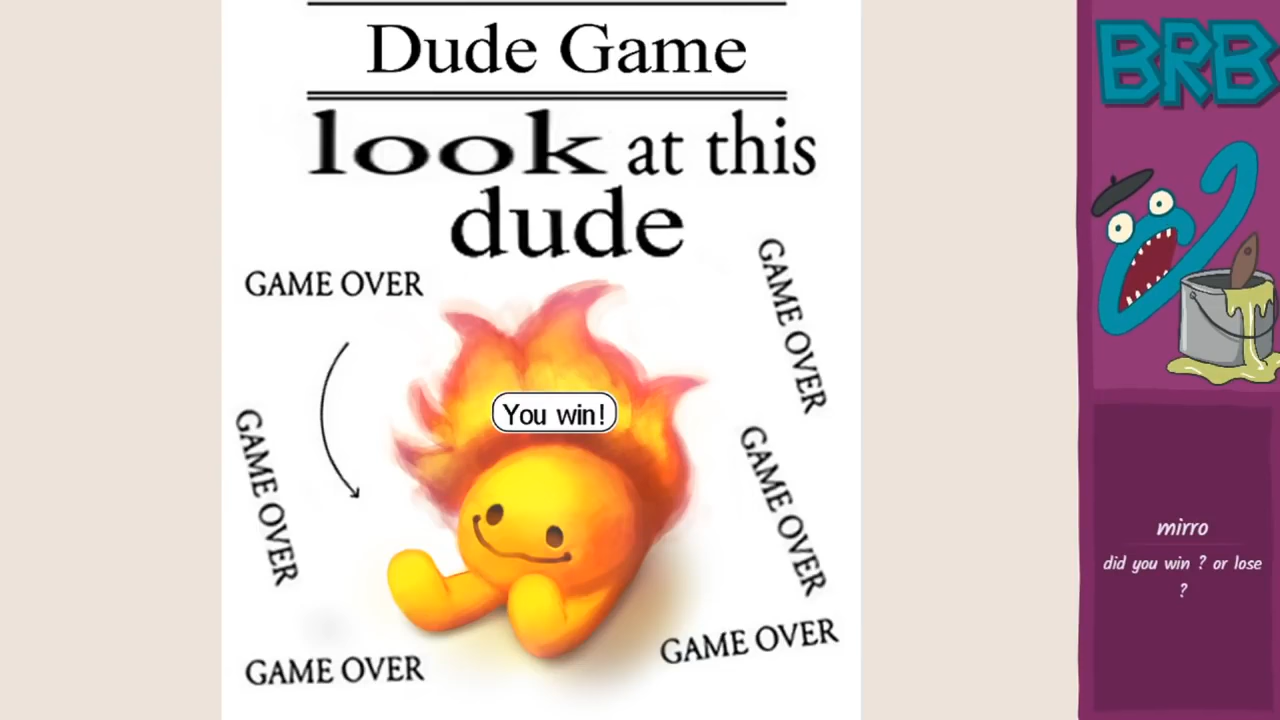 Dude Game
look at this
dude
GAME OVER
GAME OVER
You win!
GAME OVER
GAME OVER
GAME OVER
GAME OVER
BRB
mirro
did you win ? or lose
?